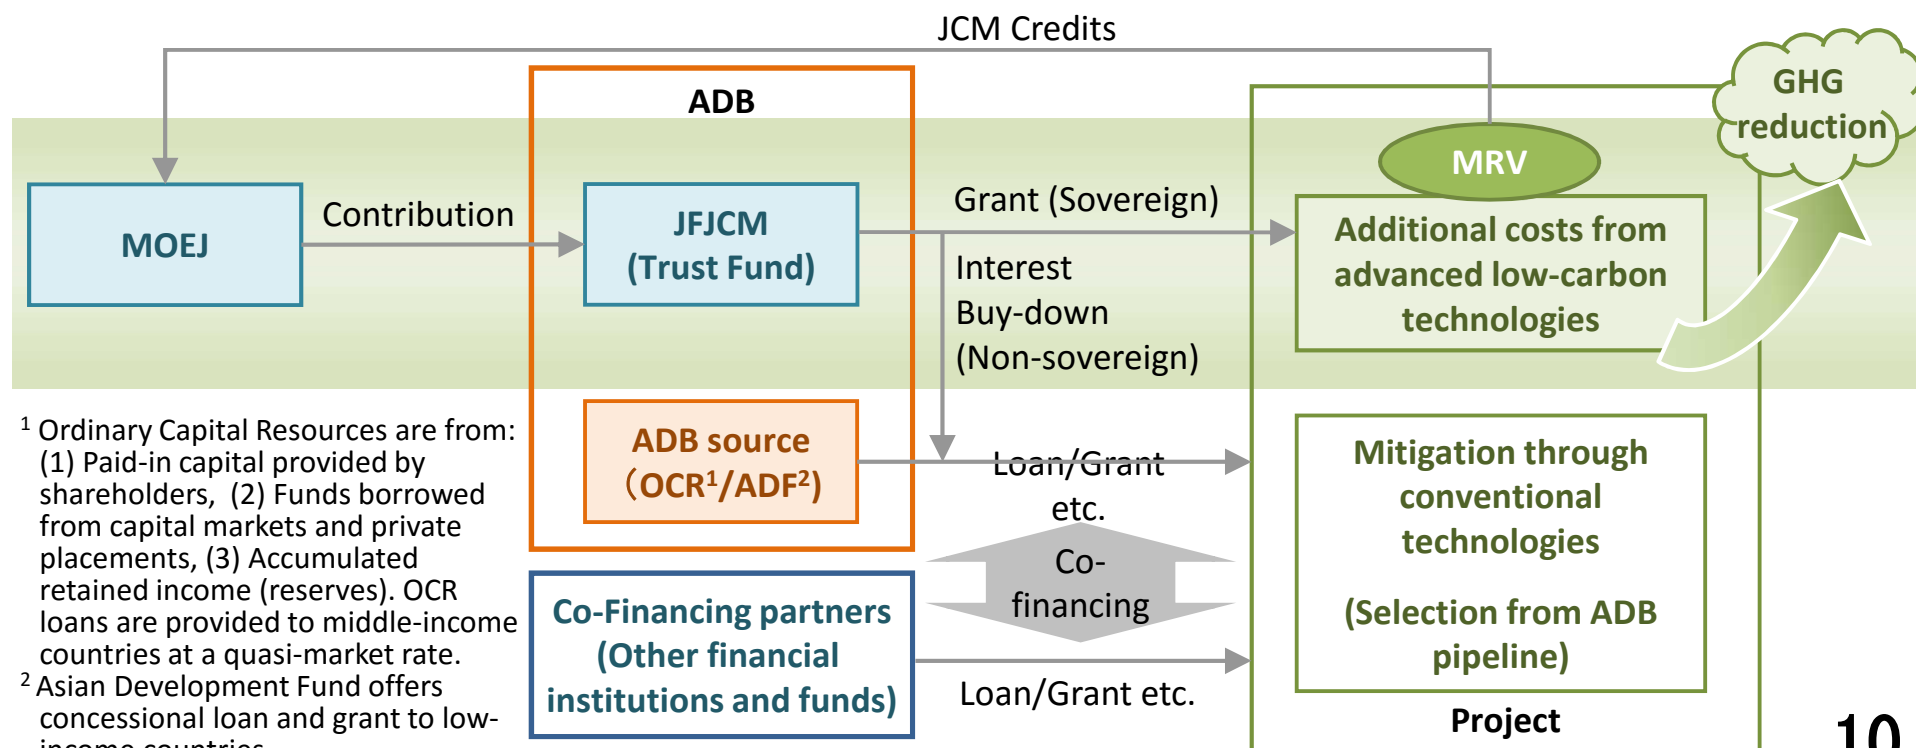 JCM Credits
GHG
reduction
ADB
MRV
MOEJ
Contribution
JFJCM
(Trust Fund)
Grant (Sovereign)
Interest
Buy-down
(Non-sovereign)
Additional costs from
advanced low-carbon
technologies
ADB source
（OCR¹/ADF²)
Loan/Grant
etc.
Co-
financing
Mitigation through
conventional
technologies
(Selection from ADB
pipeline)
Co-Financing partners
(Other financial
institutions and funds)
Loan/Grant etc.
Project
¹ Ordinary Capital Resources are from:
(1) Paid-in capital provided by
shareholders, (2) Funds borrowed
from capital markets and private
placements, (3) Accumulated
retained income (reserves). OCR
loans are provided to middle-income
countries at a quasi-market rate.
² Asian Development Fund offers
concessional loan and grant to low-
income countries
10